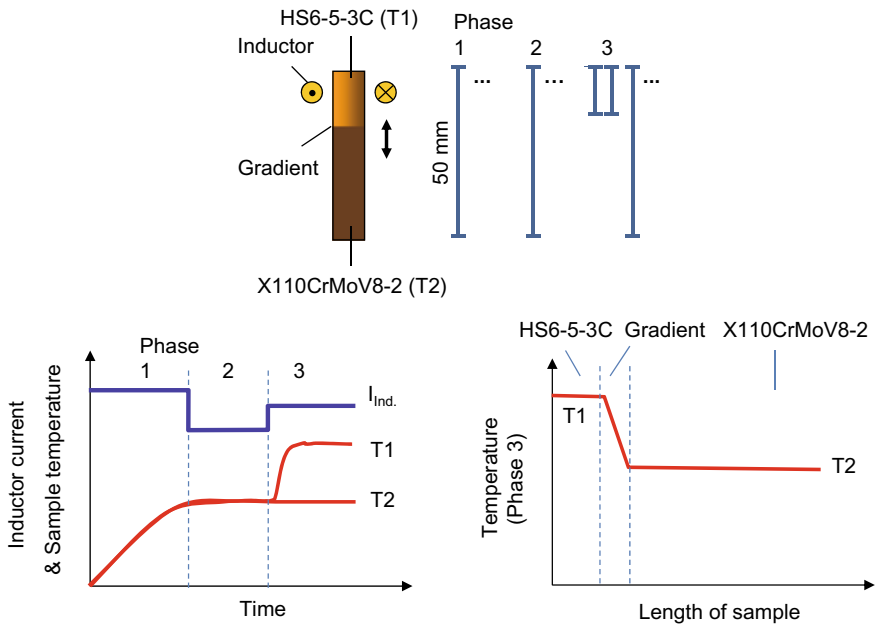 HS6-5-3C (T1)
Phase
Inductor
1
2
3
...
...
...
Gradient
50 mm
X110CrMoV8-2 (T2)
Phase
1
2
3
I Ind.
T1
T2
Inductor current
& Sample temperature
Time
HS6-5-3C
Gradient
X110CrMoV8-2
T1
T2
Temperature
(Phase 3)
Length of sample